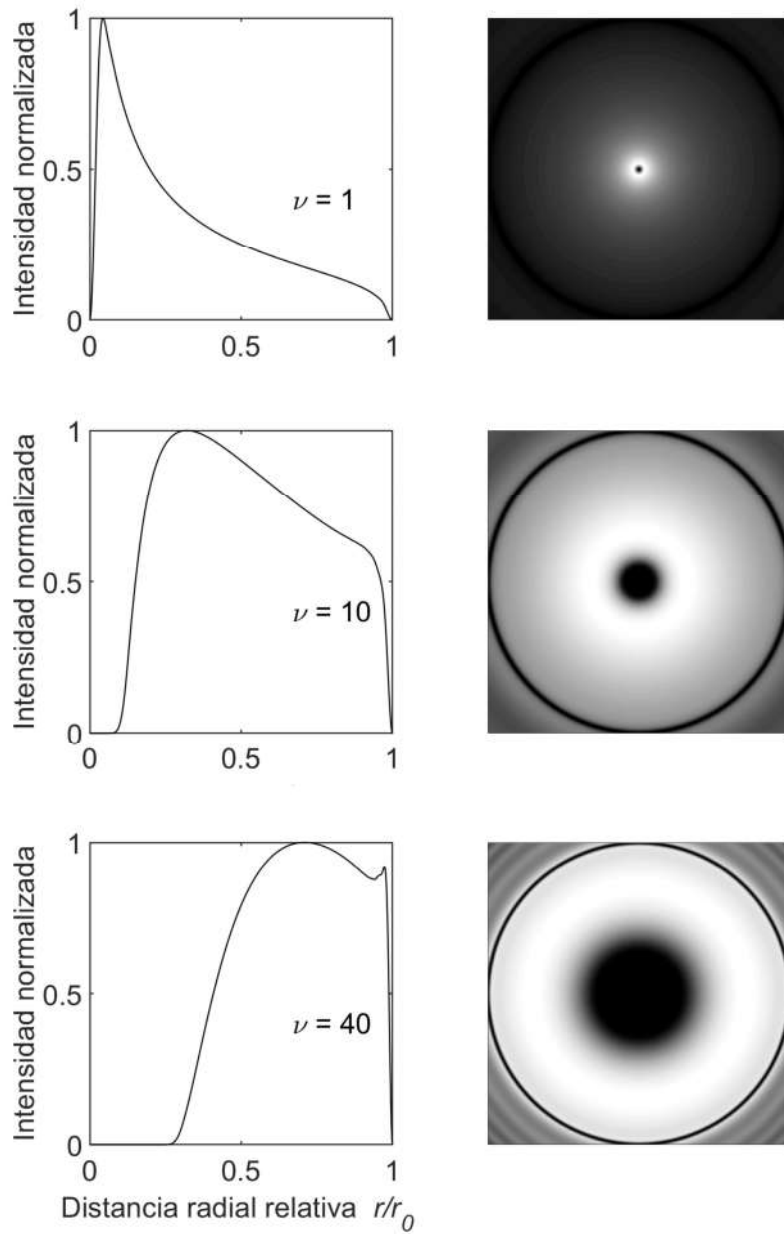 Intensidad normalizada
1
0.5
0
ν = 1
0
0.5
1
Intensidad normalizada
1
0.5
0
ν = 10
0
0.5
1
Intensidad normalizada
1
0.5
0
ν = 40
0
0.5
1
Distancia radial relativa r/r0